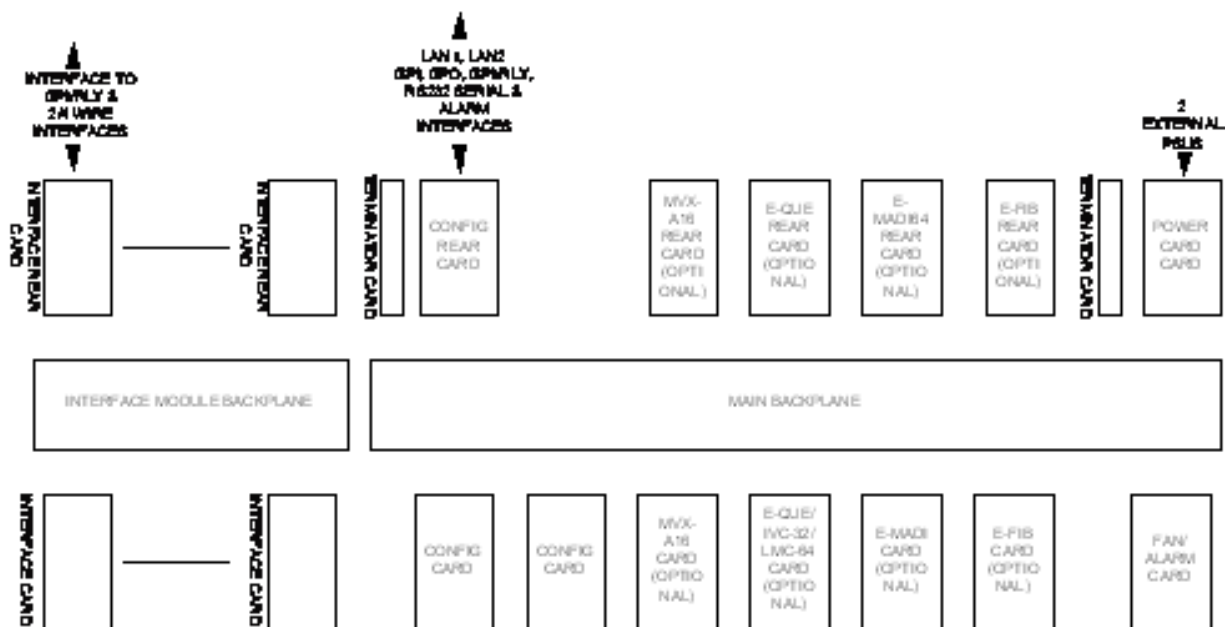 INTERFACE TO
GPI/RLY &
2/4 WIRE
INTERFACES
LAN 1, LAN2
GPI, GPO, GPI/RLY,
RS232 SERIAL &
ALARM
INTERFACES
2
EXTERNAL
PSUS
INTERFACE REAR
CARD
INTERFACE REAR
CARD
TERMINATOR CARD
CONFIG
REAR
CARD
MVX-
A16
REAR
CARD
(OPTI
ONAL)
E-QUE
REAR
CARD
(OPTIO
NAL)
E-
MADI64
REAR
CARD
(OPTIO
NAL)
E-FIB
REAR
CARD
(OPTI
ONAL)
TERMINATOR CARD
POWER
CARD
CARD
INTERFACE MODULE BACKPLANE
MAIN BACKPLANE
INTERFACE CARD
INTERFACE CARD
CONFIG
CARD
CONFIG
CARD
MVX-
A16
CARD
(OPTIO
NAL)
E-QUE/
IVC-32/
LMC-64
CARD
(OPTIO
NAL)
E-MADI
CARD
(OPTIO
NAL)
E-FIB
CARD
(OPTIO
NAL)
FAN/
ALARM
CARD